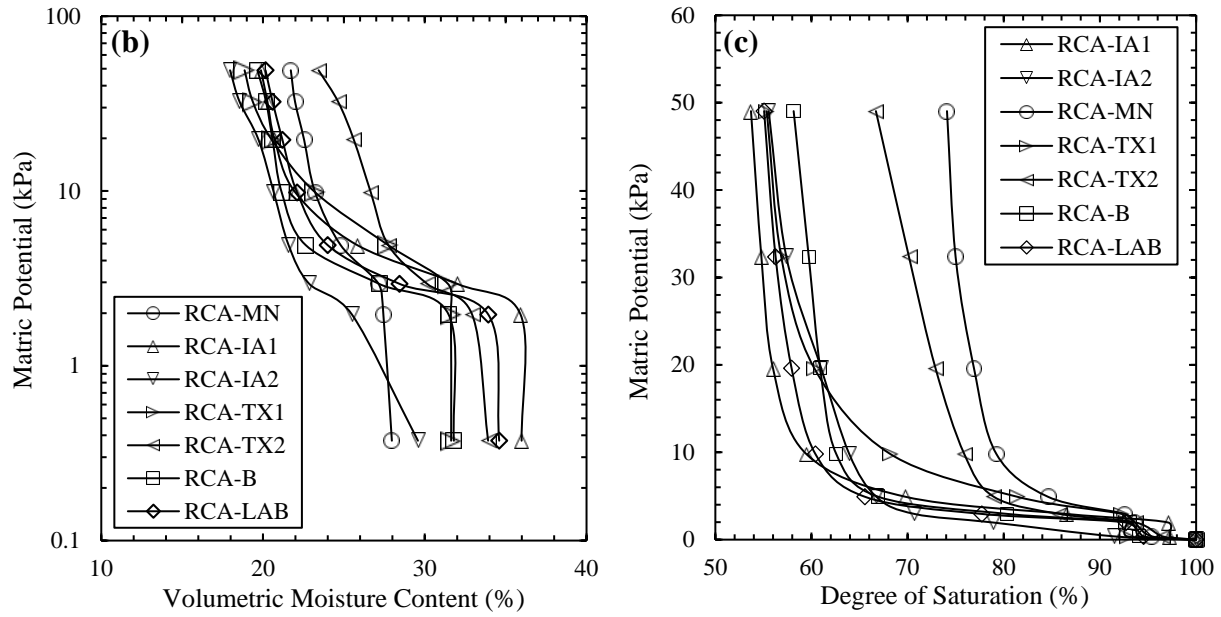 (b)
Matric Potential (kPa)
100
10
1
0.1
RCA-MN
RCA-IA1
RCA-IA2
RCA-TX1
RCA-TX2
RCA-B
RCA-LAB
10
20
30
40
Volumetric Moisture Content (%)
(c)
Matric Potential (kPa)
60
50
40
30
20
10
0
RCA-IA1
RCA-IA2
RCA-MN
RCA-TX1
RCA-TX2
RCA-B
RCA-LAB
50
60
70
80
90
100
Degree of Saturation (%)